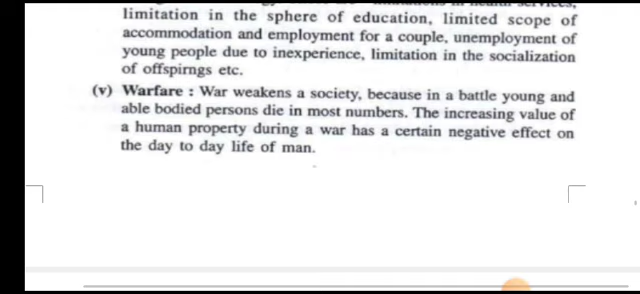 limitation in the sphere of education, limited scope of
accommodation and employment for a couple, unemployment of
young people due to inexperience, limitation in the socialization
of offspirngs etc.
(v) Warfare : War weakens a society, because in a battle young and
able bodied persons die in most numbers. The increasing value of
a human property during a war has a certain negative effect on
the day to day life of man.